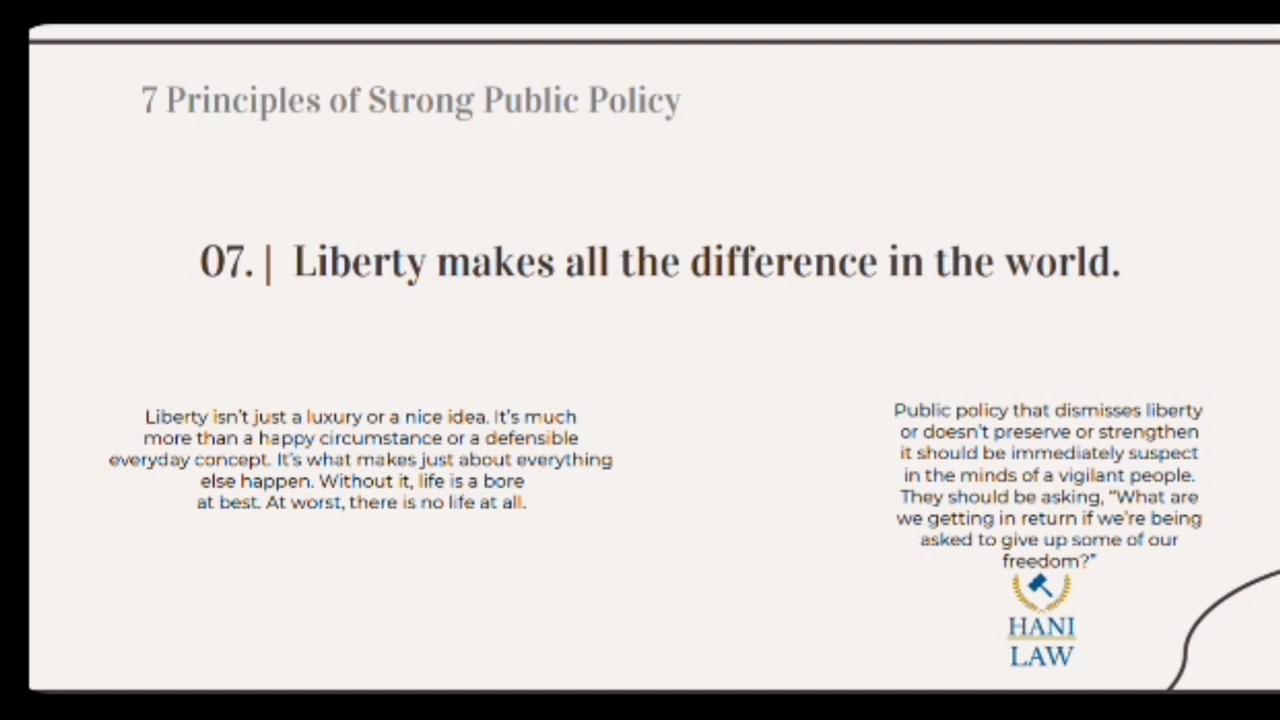 7 Principles of Strong Public Policy
07. | Liberty makes all the difference in the world.
Liberty isn't just a luxury or a nice idea. It's much
more than a happy circumstance or a defensible
everyday concept. It's what makes just about everything
else happen. Without it, life is a bore
at best. At worst, there is no life at all.
Public policy that dismisses liberty
or doesn't preserve or strengthen
it should be immediately suspect
in the minds of a vigilant people.
They should be asking, “What are
we getting in return if we're being
asked to give up some of our
freedom?”
HANI
LAW